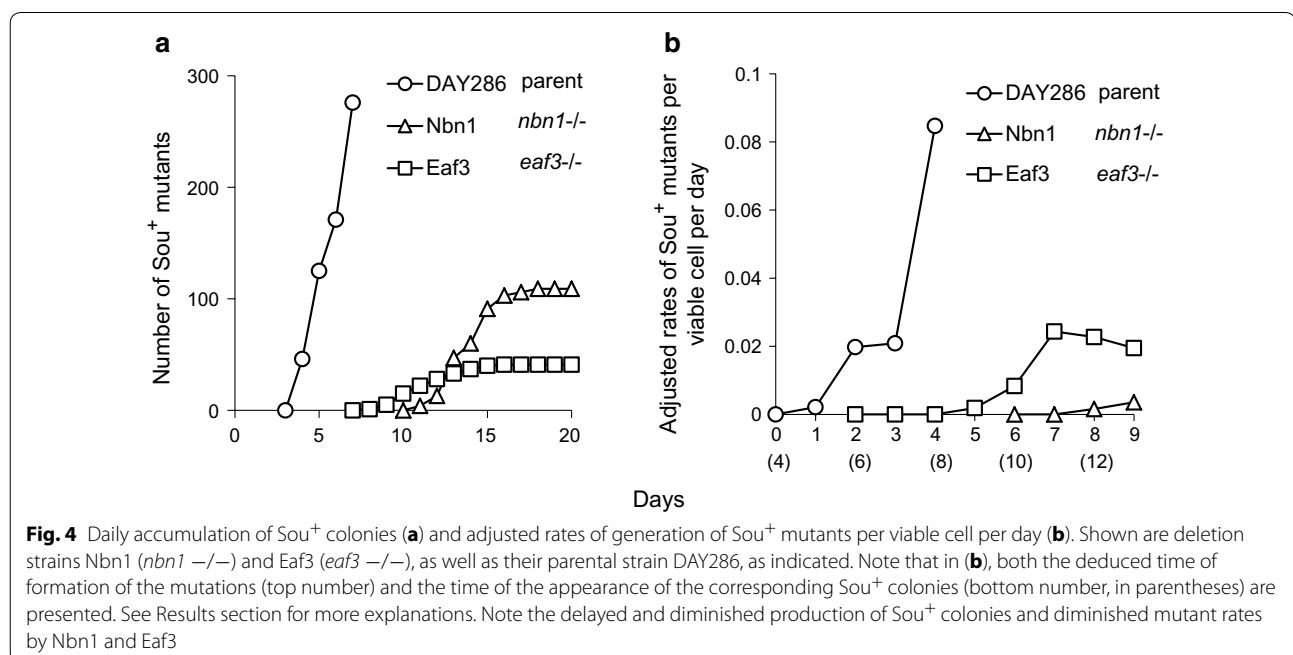 a
Number of Sou+ mutants
300
200
100
0
0
5
10
15
20
DAY286 parent
Nbn1 nbn1-/-
Eaf3 eaf3-/-
b
Adjusted rates of Sou+ mutants per
viable cell per day
0.1
0.08
0.06
0.04
0.02
0
DAY286 parent
Nbn1 nbn1-/-
Eaf3 eaf3-/-
0 1 2 3 4 5 6 7 8 9
(4) (6) (8) (10) (12)
Days
Fig. 4 Daily accumulation of Sou+ colonies (a) and adjusted rates of generation of Sou+ mutants per viable cell per day (b). Shown are deletion
strains Nbn1 (nbn1 −/−) and Eaf3 (eaf3 −/−), as well as their parental strain DAY286, as indicated. Note that in (b), both the deduced time of
formation of the mutations (top number) and the time of the appearance of the corresponding Sou+ colonies (bottom number, in parentheses) are
presented. See Results section for more explanations. Note the delayed and diminished production of Sou+ colonies and diminished mutant rates
by Nbn1 and Eaf3